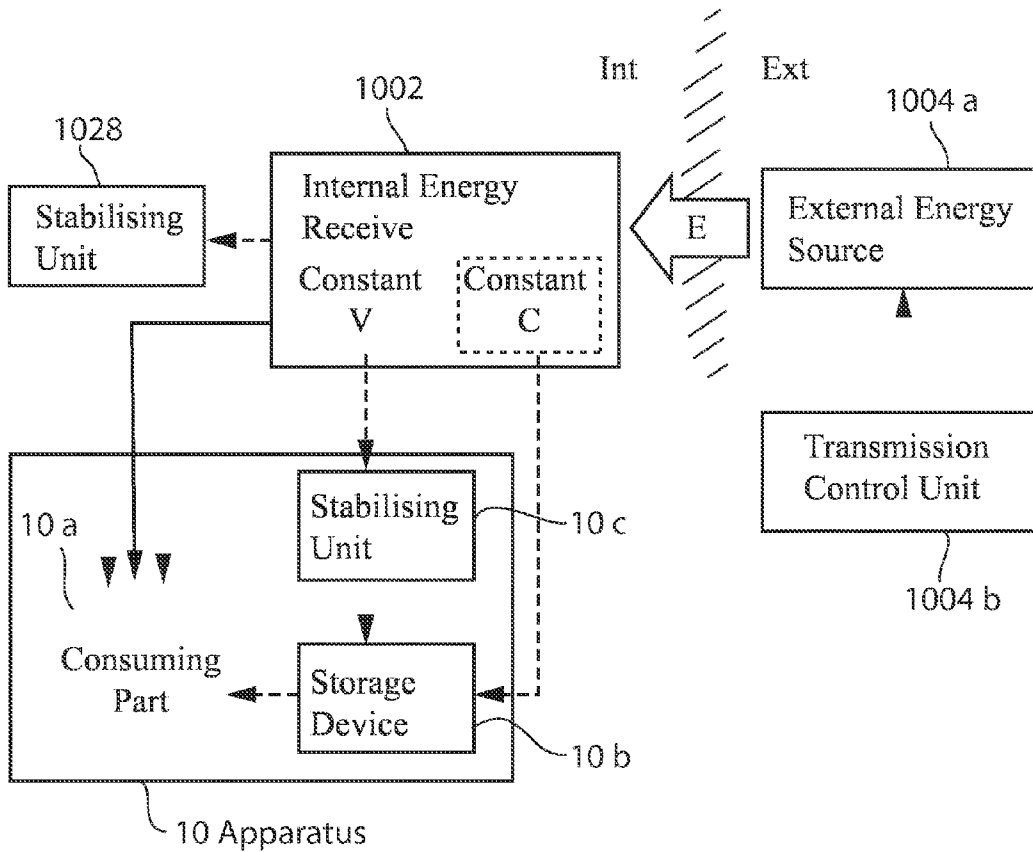 Int
Ext
1002
1004 a
1028
Stabilising
Unit
Internal Energy
Receive
Constant
V
Constant
C
E
External Energy
Source
Transmission
Control Unit
1004 b
10 a
Stabilising
Unit
10 c
Consuming
Part
Storage
Device
10 b
10 Apparatus